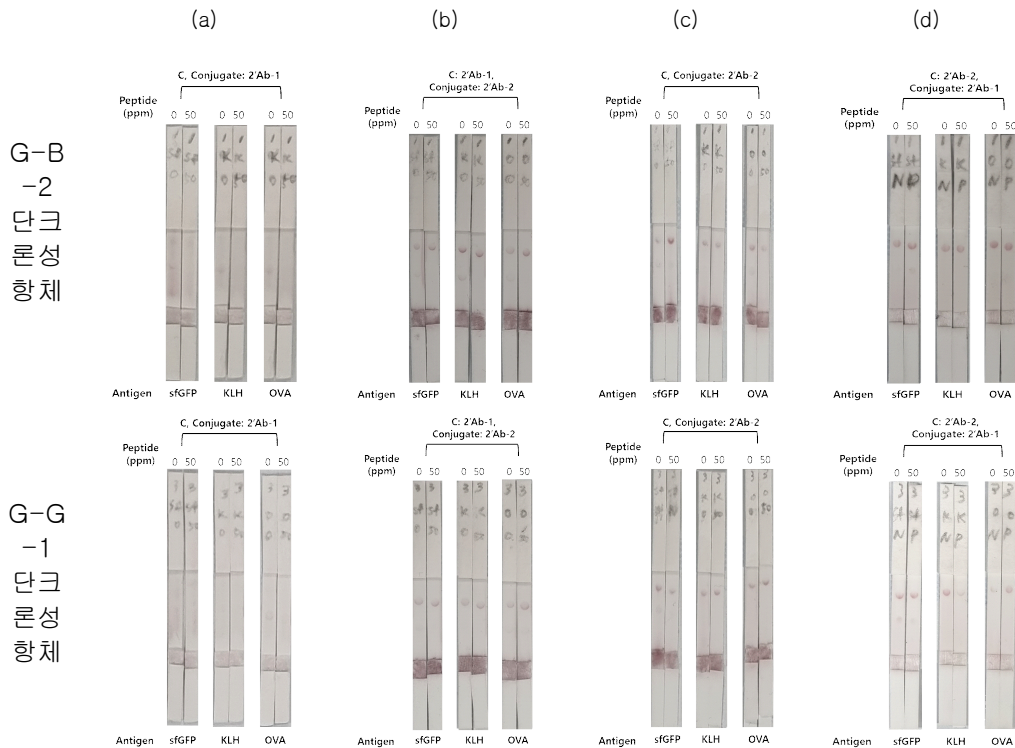 (a)
(b)
(c)
(d)
C, Conjugate: 2'Ab-1
C: 2'Ab-1,
Conjugate: 2'Ab-2
C, Conjugate: 2'Ab-2
C: 2'Ab-2,
Conjugate: 2'Ab-1
Peptide
(ppm)
0 50 0 50 0 50
Peptide
(ppm)
0 50 0 50 0 50
Peptide
(ppm)
0 50 0 50 0 50
Peptide
(ppm)
0 50 0 50 0 50
G-B
-2
단크
론성
항체
Antigen sfGFP KLH OVA
Antigen sfGFP KLH OVA
Antigen sfGFP KLH OVA
Antigen sfGFP KLH OVA
C, Conjugate: 2'Ab-1
C: 2'Ab-1,
Conjugate: 2'Ab-2
C, Conjugate: 2'Ab-2
C: 2'Ab-2,
Conjugate: 2'Ab-1
Peptide
(ppm)
0 50 0 50 0 50
Peptide
(ppm)
0 50 0 50 0 50
Peptide
(ppm)
0 50 0 50 0 50
Peptide
(ppm)
0 50 0 50 0 50
G-G
-1
단크
론성
항체
Antigen sfGFP KLH OVA
Antigen sfGFP KLH OVA
Antigen sfGFP KLH OVA
Antigen sfGFP KLH OVA